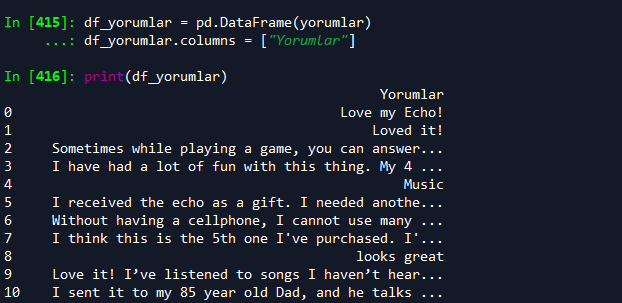 In [415]: df_yorumlar = pd.DataFrame(yorumlar)
...: df_yorumlar.columns = ["Yorumlar"]
In [416]: print(df_yorumlar)
Yorumlar
0 Love my Echo!
1 Loved it!
2 Sometimes while playing a game, you can answer...
3 I have had a lot of fun with this thing. My 4 ...
4 Music
5 I received the echo as a gift. I needed anothe...
6 Without having a cellphone, I cannot use many ...
7 I think this is the 5th one I've purchased. I'...
8 looks great
9 Love it! I’ve listened to songs I haven’t hear...
10 I sent it to my 85 year old Dad, and he talks ...